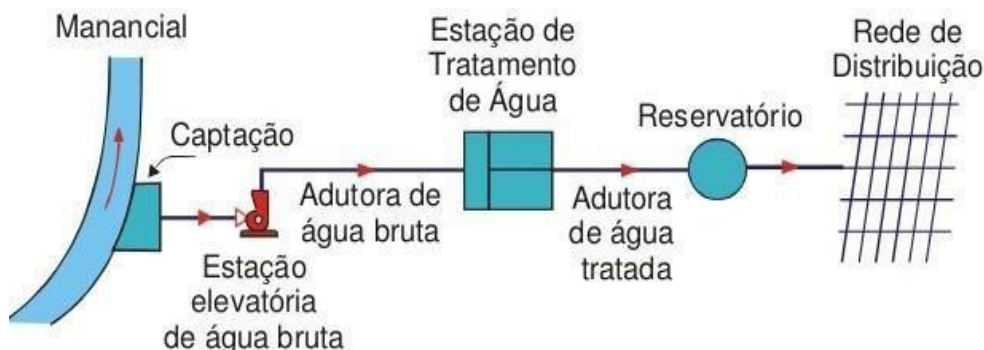 Manancial
Captação
Estação
elevatória
de água bruta
Adutora de
água bruta
Estação de
Tratamento
de Água
Adutora
de água
tratada
Reservatório
Rede de
Distribuição